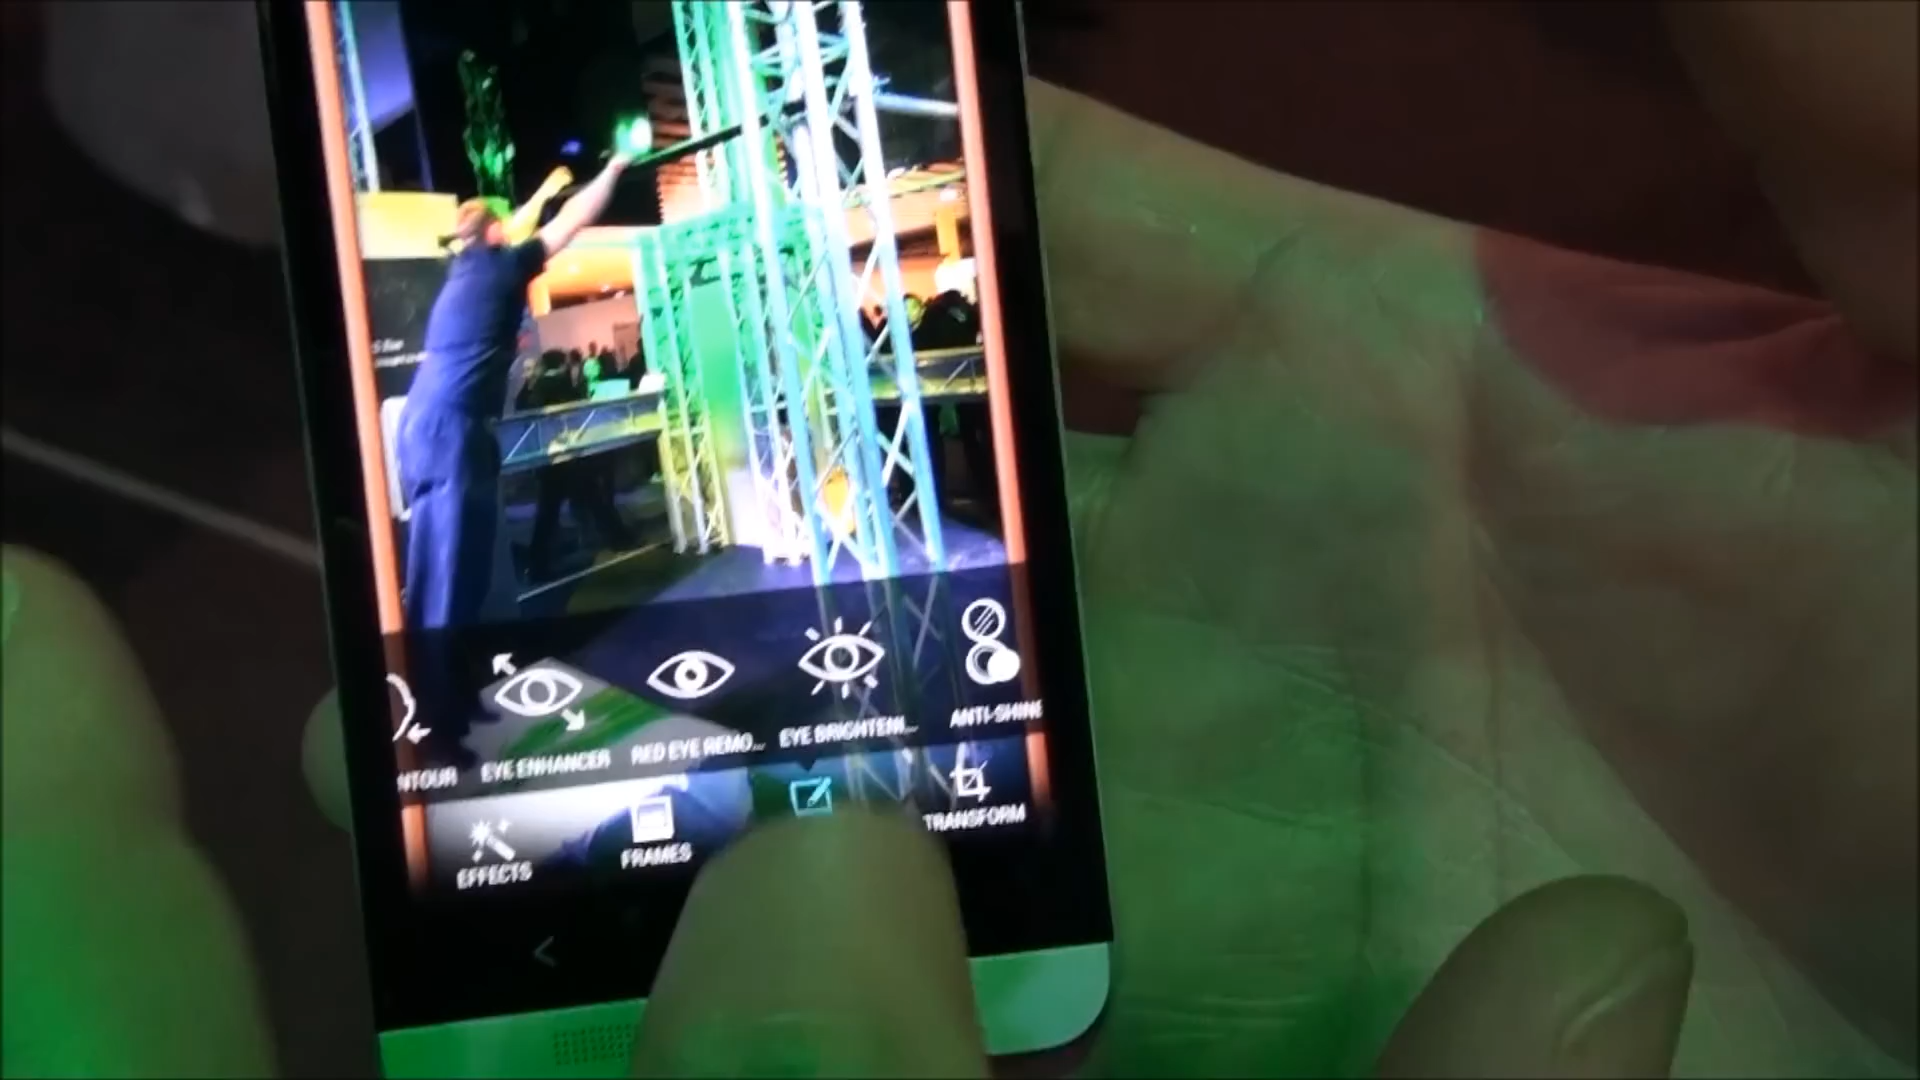 NTOUR
EYE ENHANCER
RED EYE REMO...
EYE BRIGHTENI...
ANTI-SHINE
EFFECTS
FRAMES
TRANSFORM